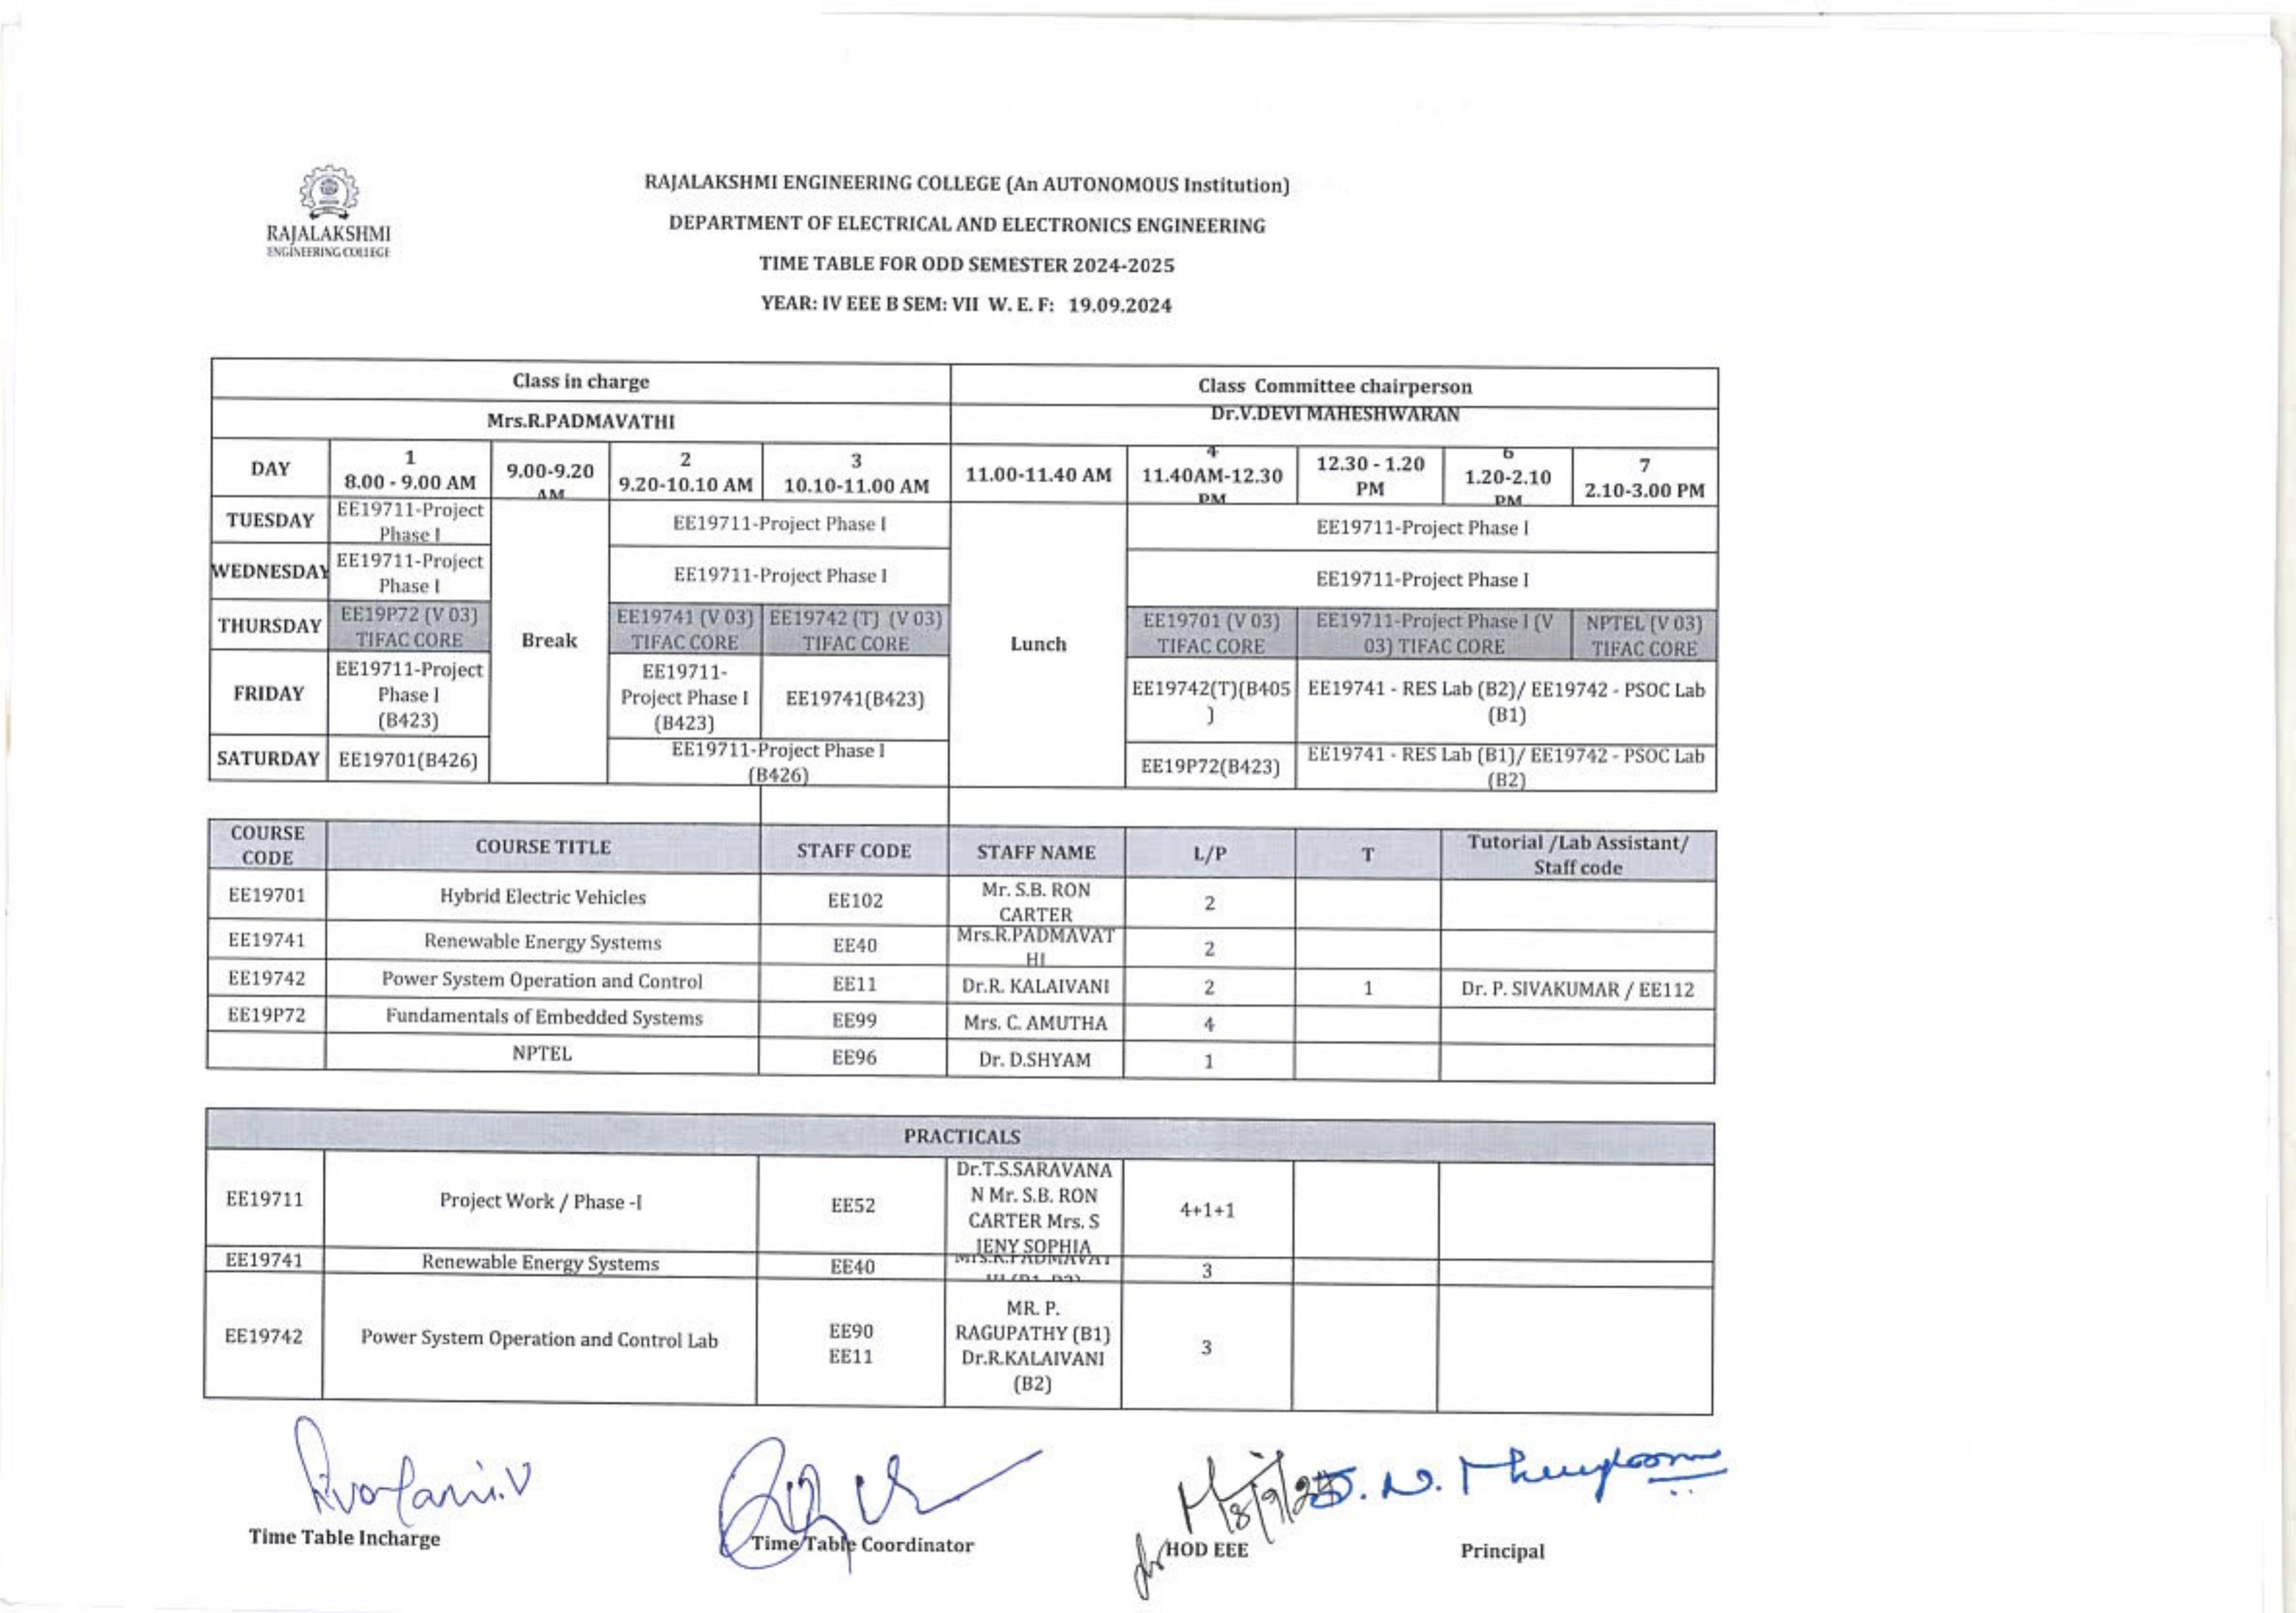 RAJALAKSHMI
ENGINEERING COLLEGE
RAJALAKSHMI ENGINEERING COLLEGE (An AUTONOMOUS Institution)
DEPARTMENT OF ELECTRICAL AND ELECTRONICS ENGINEERING
TIME TABLE FOR ODD SEMESTER 2024-2025
YEAR: IV EEE B SEM: VII W. E. F: 19.09.2024
Class in charge Class Committee chairperson
Mrs.R.PADMAVATHI Dr.V.DEVI MAHESHWARAN
DAY 1 8.00 - 9.00 AM 9.00-9.20 AM 2 9.20-10.10 AM 3 10.10-11.00 AM 11.00-11.40 AM 4 11.40AM-12.30 PM 12.30 - 1.20 PM 6 1.20-2.10 PM 7 2.10-3.00 PM
TUESDAY EE19711-Project Phase I EE19711-Project Phase I EE19711-Project Phase I
WEDNESDAY EE19711-Project Phase I EE19711-Project Phase I EE19711-Project Phase I
THURSDAY EE19P72 (V 03) TIFAC CORE Break EE19741 (V 03) TIFAC CORE EE19742 (T) (V 03) TIFAC CORE Lunch EE19701 (V 03) TIFAC CORE EE19711-Project Phase I (V 03) TIFAC CORE NPTEL (V 03) TIFAC CORE
FRIDAY EE19711-Project Phase I (B423) EE19711-Project Phase I (B423) EE19741(B423) EE19742(T)(B405) EE19741 - RES Lab (B2)/ EE19742 - PSOC Lab (B1)
SATURDAY EE19701(B426) EE19711-Project Phase I (B426) EE19P72(B423) EE19741 - RES Lab (B1)/ EE19742 - PSOC Lab (B2)
COURSE CODE COURSE TITLE STAFF CODE STAFF NAME L/P T Tutorial /Lab Assistant/ Staff code
EE19701 Hybrid Electric Vehicles EE102 Mr. S.B. RON CARTER 2
EE19741 Renewable Energy Systems EE40 Mrs.R.PADMAVATHI 2
EE19742 Power System Operation and Control EE11 Dr.R. KALAIVANI 2 1 Dr. P. SIVAKUMAR / EE112
EE19P72 Fundamentals of Embedded Systems EE99 Mrs. C. AMUTHA 4
NPTEL EE96 Dr. D.SHYAM 1
PRACTICALS
EE19711 Project Work / Phase -I EE52 Dr.T.S.SARAVANAN Mr. S.B. RON CARTER Mrs. S JENY SOPHIA 4+1+1
EE19741 Renewable Energy Systems EE40 3
EE19742 Power System Operation and Control Lab EE90 EE11 MR. P. RAGUPATHY (B1) Dr.R.KALAIVANI (B2) 3
Time Table Incharge Time Table Coordinator HOD EEE Principal